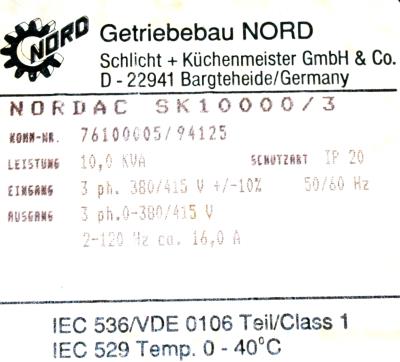 NORD Getriebebau NORD
Schlicht + Küchenmeister GmbH & Co.
D - 22941 Bargteheide/Germany
NORDAC SK10000/3
KOMM-NR. 76100005/94125
LEISTUNG 10,0 KVA SCHUTZART IP 20
EINGANG 3 ph. 380/415 V +/-10% 50/60 Hz
AUSGANG 3 ph.0-380/415 V
2-120 Hz ca. 16,0 A
IEC 536/VDE 0106 Teil/Class 1
IEC 529 Temp. 0 - 40°C